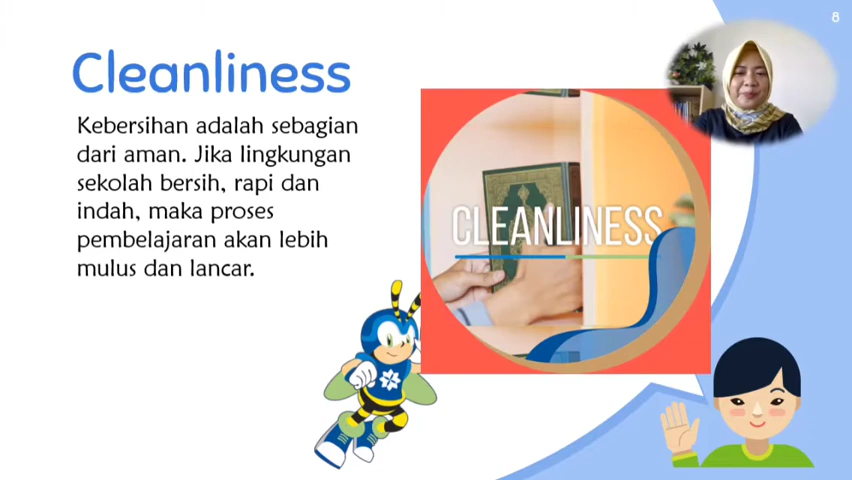 8
Cleanliness
Kebersihan adalah sebagian
dari aman. Jika lingkungan
sekolah bersih, rapi dan
indah, maka proses
pembelajaran akan lebih
mulus dan lancar.
CLEANLINESS